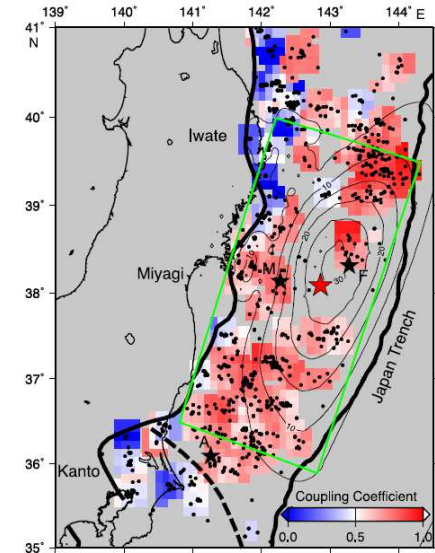 139° 140° 141° 142° 143° 144° E
41°
N
40°
Iwate
39°
10
20
10
20
M
F
Miyagi
30
38°
Japan Trench
37°
10
A
36°
Kanto
Coupling Coefficient
0.0 0.5 1.0
35°